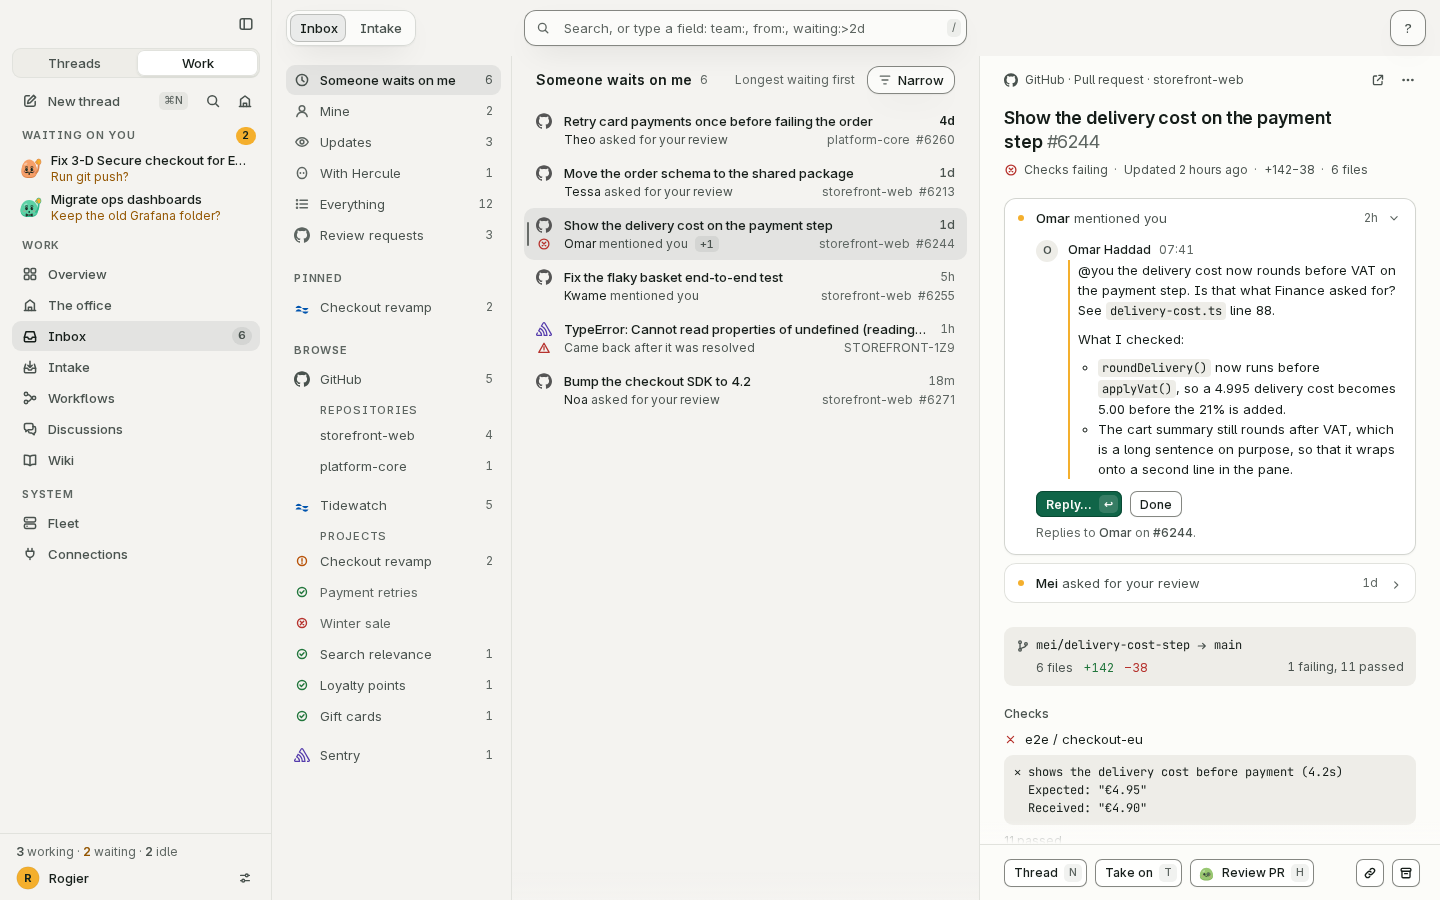 Threads
Work
New thread
⌘N
WAITING ON YOU
2
Fix 3-D Secure checkout for E…
Run git push?
Migrate ops dashboards
Keep the old Grafana folder?
WORK
Overview
The office
Inbox
6
Intake
Workflows
Discussions
Wiki
SYSTEM
Fleet
Connections
3 working · 2 waiting · 2 idle
R
Rogier
Inbox
Intake
Someone waits on me 6
Mine 2
Updates 3
With Hercule 1
Everything 12
Review requests 3
PINNED
Checkout revamp 2
BROWSE
GitHub 5
REPOSITORIES
storefront-web 4
platform-core 1
Tidewatch 5
PROJECTS
Checkout revamp 2
Payment retries
Winter sale
Search relevance 1
Loyalty points 1
Gift cards 1
Sentry 1
Search, or type a field: team:, from:, waiting:>2d
/
?
Someone waits on me 6
Longest waiting first
Narrow
Retry card payments once before failing the order 4d
Theo asked for your review platform-core #6260
Move the order schema to the shared package 1d
Tessa asked for your review storefront-web #6213
Show the delivery cost on the payment step 1d
Omar mentioned you +1 storefront-web #6244
Fix the flaky basket end-to-end test 5h
Kwame mentioned you storefront-web #6255
TypeError: Cannot read properties of undefined (reading… 1h
Came back after it was resolved STOREFRONT-1Z9
Bump the checkout SDK to 4.2 18m
Noa asked for your review storefront-web #6271
GitHub · Pull request · storefront-web
Show the delivery cost on the payment
step #6244
Checks failing · Updated 2 hours ago · +142−38 · 6 files
Omar mentioned you 2h
O
Omar Haddad 07:41
@you the delivery cost now rounds before VAT on
the payment step. Is that what Finance asked for?
See delivery-cost.ts line 88.
What I checked:
roundDelivery() now runs before
applyVat(), so a 4.995 delivery cost becomes
5.00 before the 21% is added.
The cart summary still rounds after VAT, which
is a long sentence on purpose, so that it wraps
onto a second line in the pane.
Reply… ↩
Done
Replies to Omar on #6244.
Mei asked for your review 1d
mei/delivery-cost-step → main
6 files +142 −38 1 failing, 11 passed
Checks
× e2e / checkout-eu
× shows the delivery cost before payment (4.2s)
Expected: "€4.95"
Received: "€4.90"
11 passed
Thread N
Take on T
Review PR H